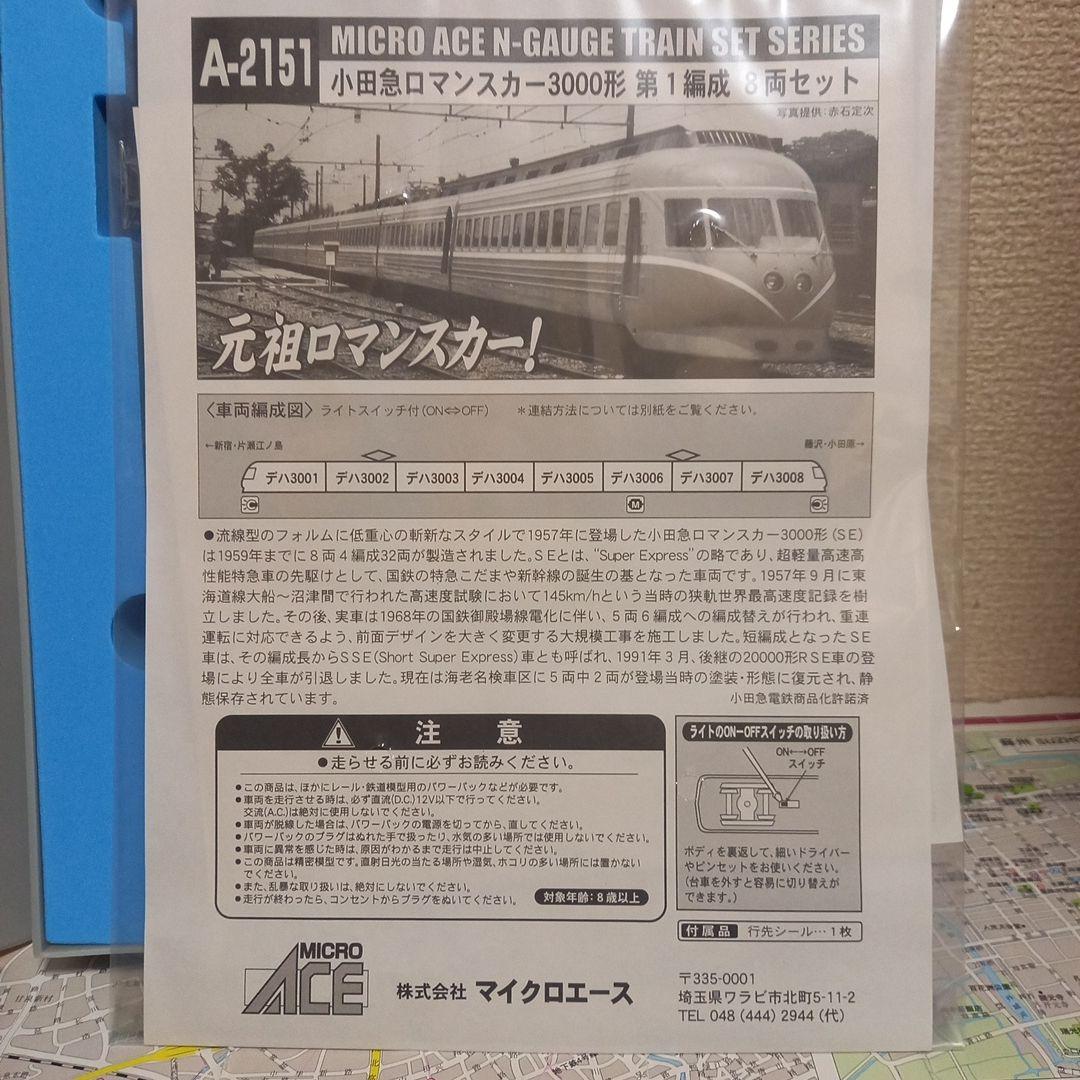 A-2151
MICRO ACE N-GAUGE TRAIN SET SERIES
小田急ロマンスカー3000形 第1編成 8両セット
写真提供:赤石定次
元祖ロマンスカー!
〈車両編成図〉 ライトスイッチ付(ON⇔OFF) *連結方法については別紙をご覧ください。
←新宿・片瀬江ノ島 藤沢・小田原→
デハ3001 デハ3002 デハ3003 デハ3004 デハ3005 デハ3006 デハ3007 デハ3008
M
●流線型のフォルムに低重心の斬新なスタイルで1957年に登場した小田急ロマンスカー3000形(SE)
は1959年までに8両4編成32両が製造されました。SEとは、“Super Express”の略であり、超軽量高速高
性能特急車の先駆けとして、国鉄の特急こだまや新幹線の誕生の基となった車両です。1957年9月に東
海道線大船～沼津間で行われた高速度試験において145km/hという当時の狭軌世界最高速度記録を樹
立しました。その後、実車は1968年の国鉄御殿場線電化に伴い、5両6編成への編成替えが行われ、重連
運転に対応できるよう、前面デザインを大きく変更する大規模工事を施工しました。短編成となったSE
車は、その編成長からSSE(Short Super Express)車とも呼ばれ、1991年3月、後継の20000形RSE車の登
場により全車が引退しました。現在は海老名検車区に5両中2両が登場当時の塗装・形態に復元され、静
態保存されています。
小田急電鉄商品化許諾済
注意
●走らせる前に必ずお読みください。
●この商品は、ほかにレール・鉄道模型用のパワーパックなどが必要です。
●車両を走行させる時は、必ず直流(D.C.)12V以下で行ってください。
交流(A.C.)は絶対に使用しないでください。
●車両が脱線した場合は、パワーパックの電源を切ってから、直してください。
●パワーパックのプラグはぬれた手で扱ったり、水気の多い場所では使用しないでください。
●車両に異常を感じた時は、原因がわかるまで走行は中止してください。
●この商品は精密模型です。直射日光の当たる場所や湿気、ホコリの多い場所には置かない
でください。
●また、乱暴な取り扱いは、絶対にしないでください。
●走行が終わったら、コンセントからプラグをぬいてください。
対象年齢:8歳以上
ライトのON-OFFスイッチの取り扱い方
ON←→OFF
スイッチ
ボディを裏返して、細いドライバー
やピンセットをお使いください。
(台車を外すと容易に切り替えが
できます。)
付属品 行先シール…1枚
MICRO
ACE
株式会社 マイクロエース
〒335-0001
埼玉県ワラビ市北町5-11-2
TEL 048 (444) 2944 (代)